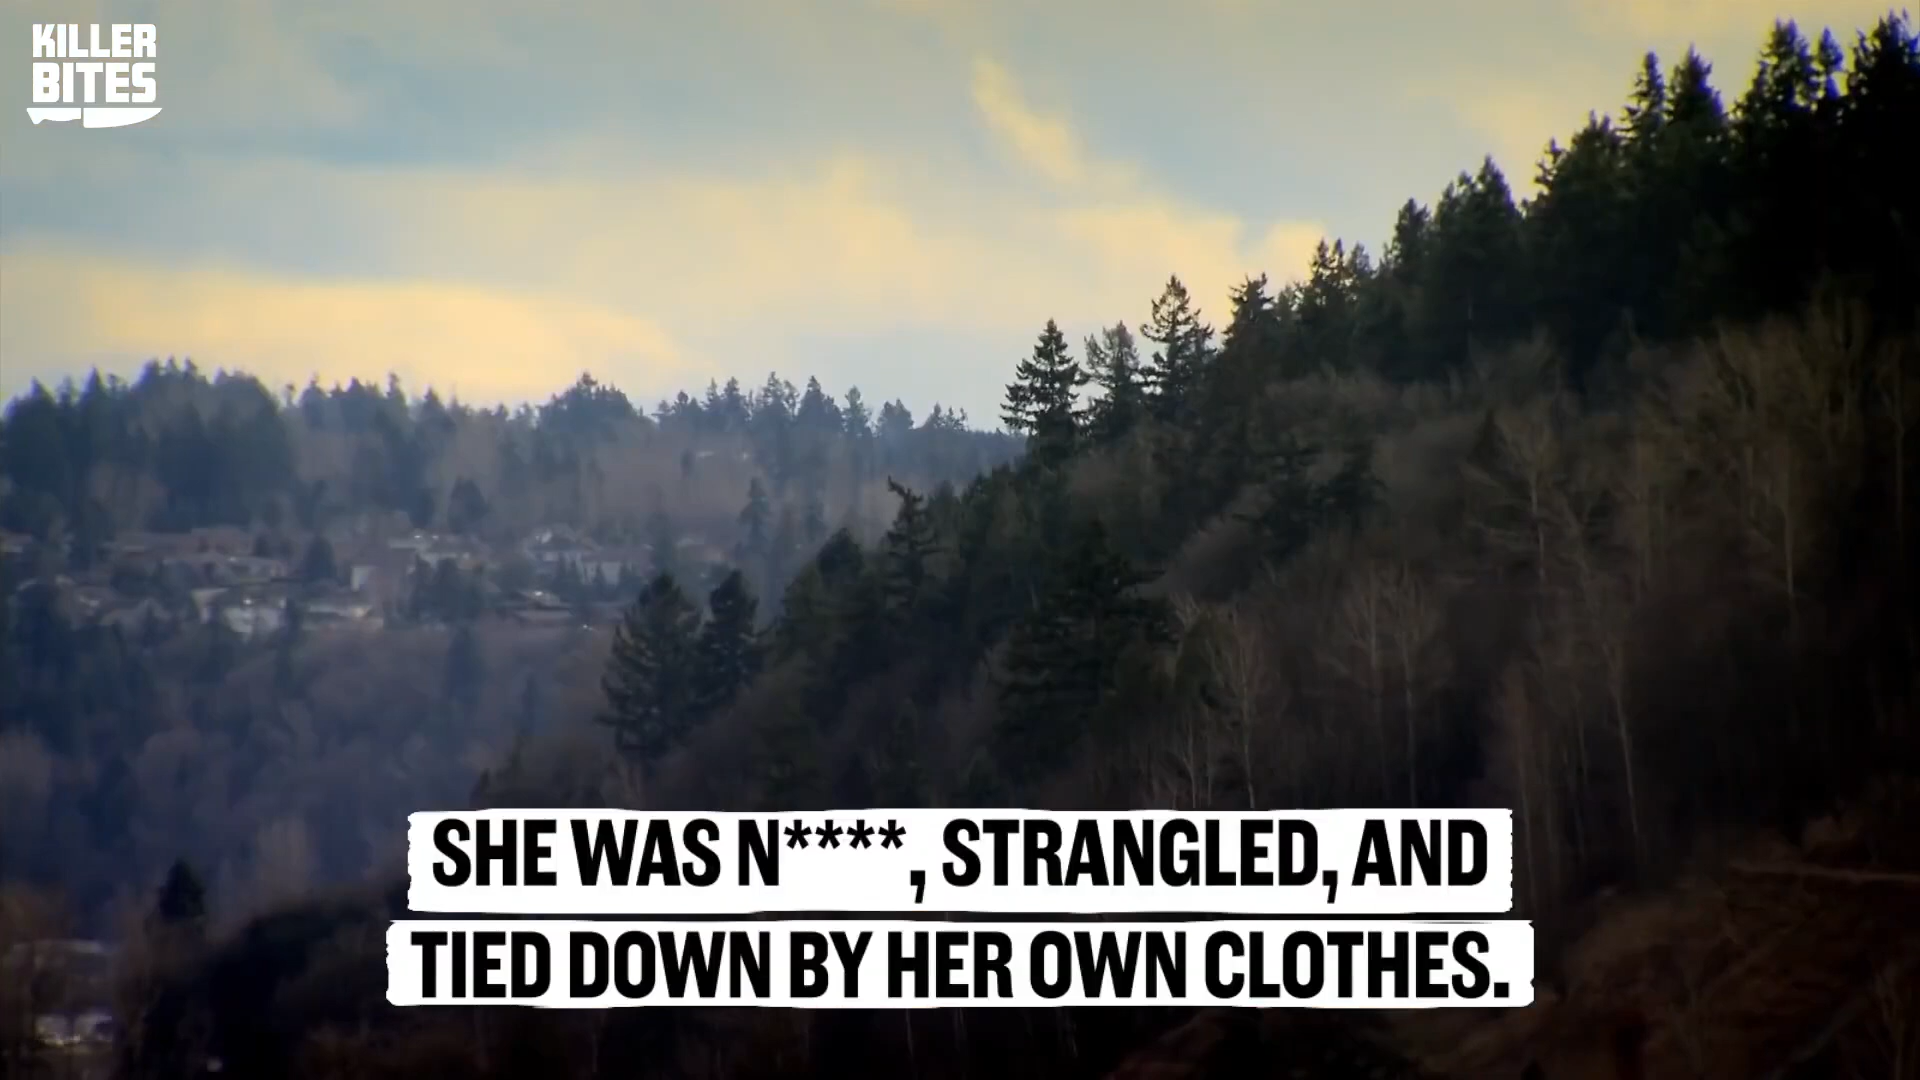 KILLER
BITES
SHE WAS N****, STRANGLED, AND
TIED DOWN BY HER OWN CLOTHES.